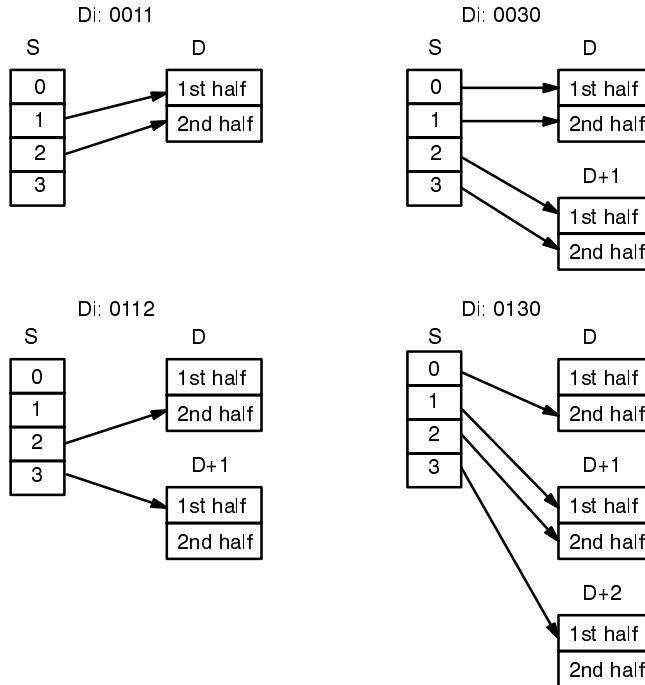 Di: 0011
S D
0 1st half
1 2nd half
2
3
Di: 0030
S D
0 1st half
1 2nd half
2
3
D+1
1st half
2nd half
Di: 0112
S D
0 1st half
1 2nd half
2
3
D+1
1st half
2nd half
Di: 0130
S D
0 1st half
1 2nd half
2
3
D+1
1st half
2nd half
D+2
1st half
2nd half